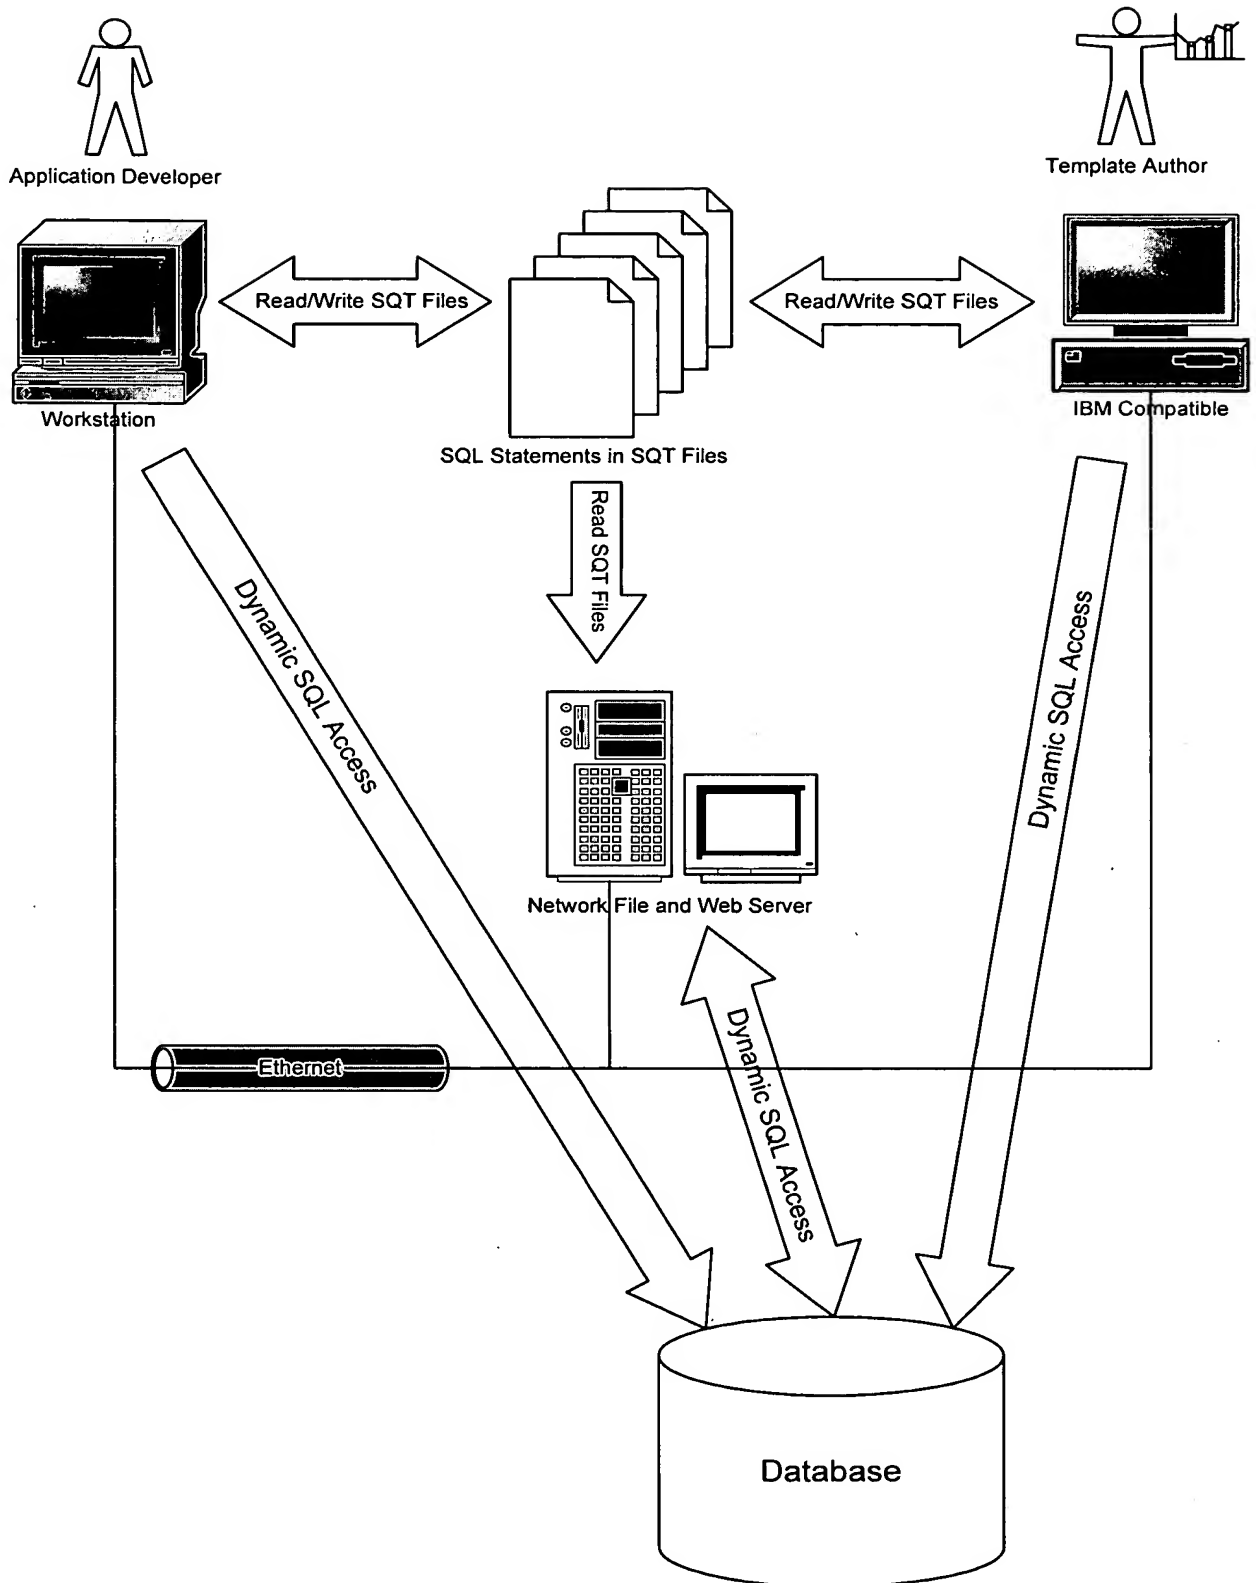 Application Developer
Template Author
Read/Write SQT Files
Read/Write SQT Files
Workstation
IBM Compatible
SQL Statements in SQT Files
Read SQT Files
Dynamic SQL Access
Dynamic SQL Access
Network File and Web Server
Dynamic SQL Access
Ethernet
Database